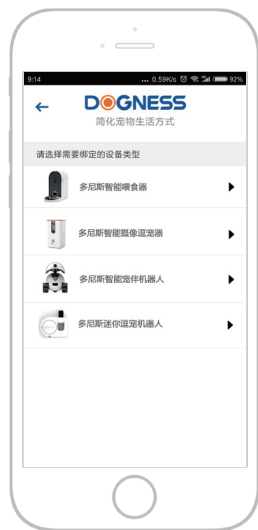 9:14
... 0.59K/s 92%
DOGNESS
简化宠物生活方式
请选择需要绑定的设备类型
多尼斯智能喂食器
多尼斯智能摄像逗宠器
多尼斯智能宠伴机器人
多尼斯迷你逗宠机器人